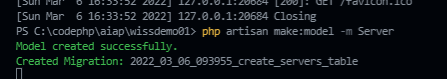 [Sun Mar  6 16:33:52 2022] 127.0.0.1:20684 [200]: GET /favicon.ico
[Sun Mar  6 16:33:52 2022] 127.0.0.1:20684 Closing
PS C:\codephp\aiap\wissdemo01> php artisan make:model -m Server
Model created successfully.
Created Migration: 2022_03_06_093955_create_servers_table